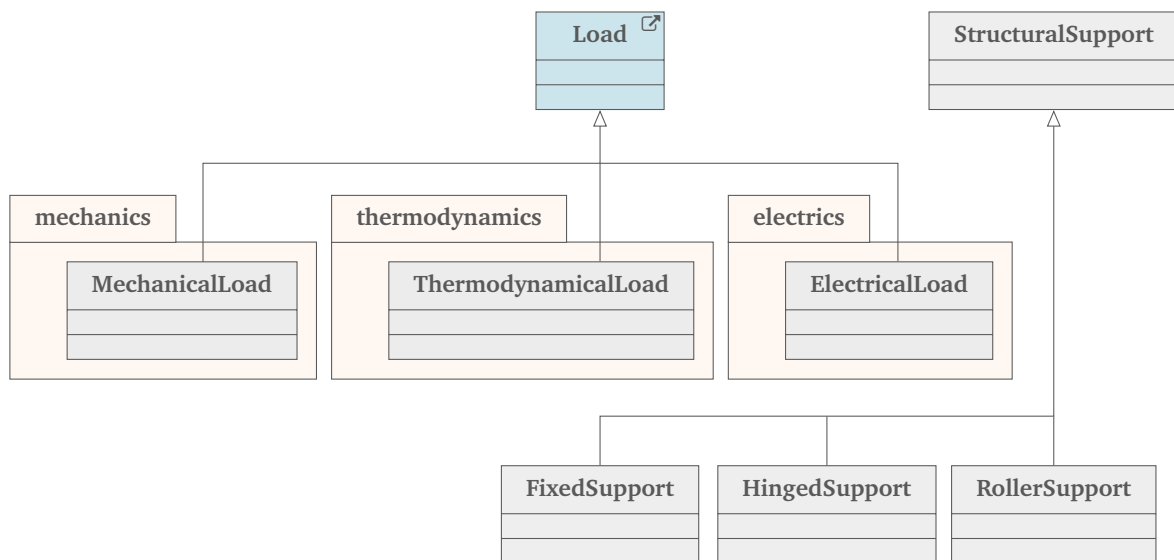 Load
StructuralSupport
mechanics
thermodynamics
electrics
MechanicalLoad
ThermodynamicalLoad
ElectricalLoad
FixedSupport
HingedSupport
RollerSupport